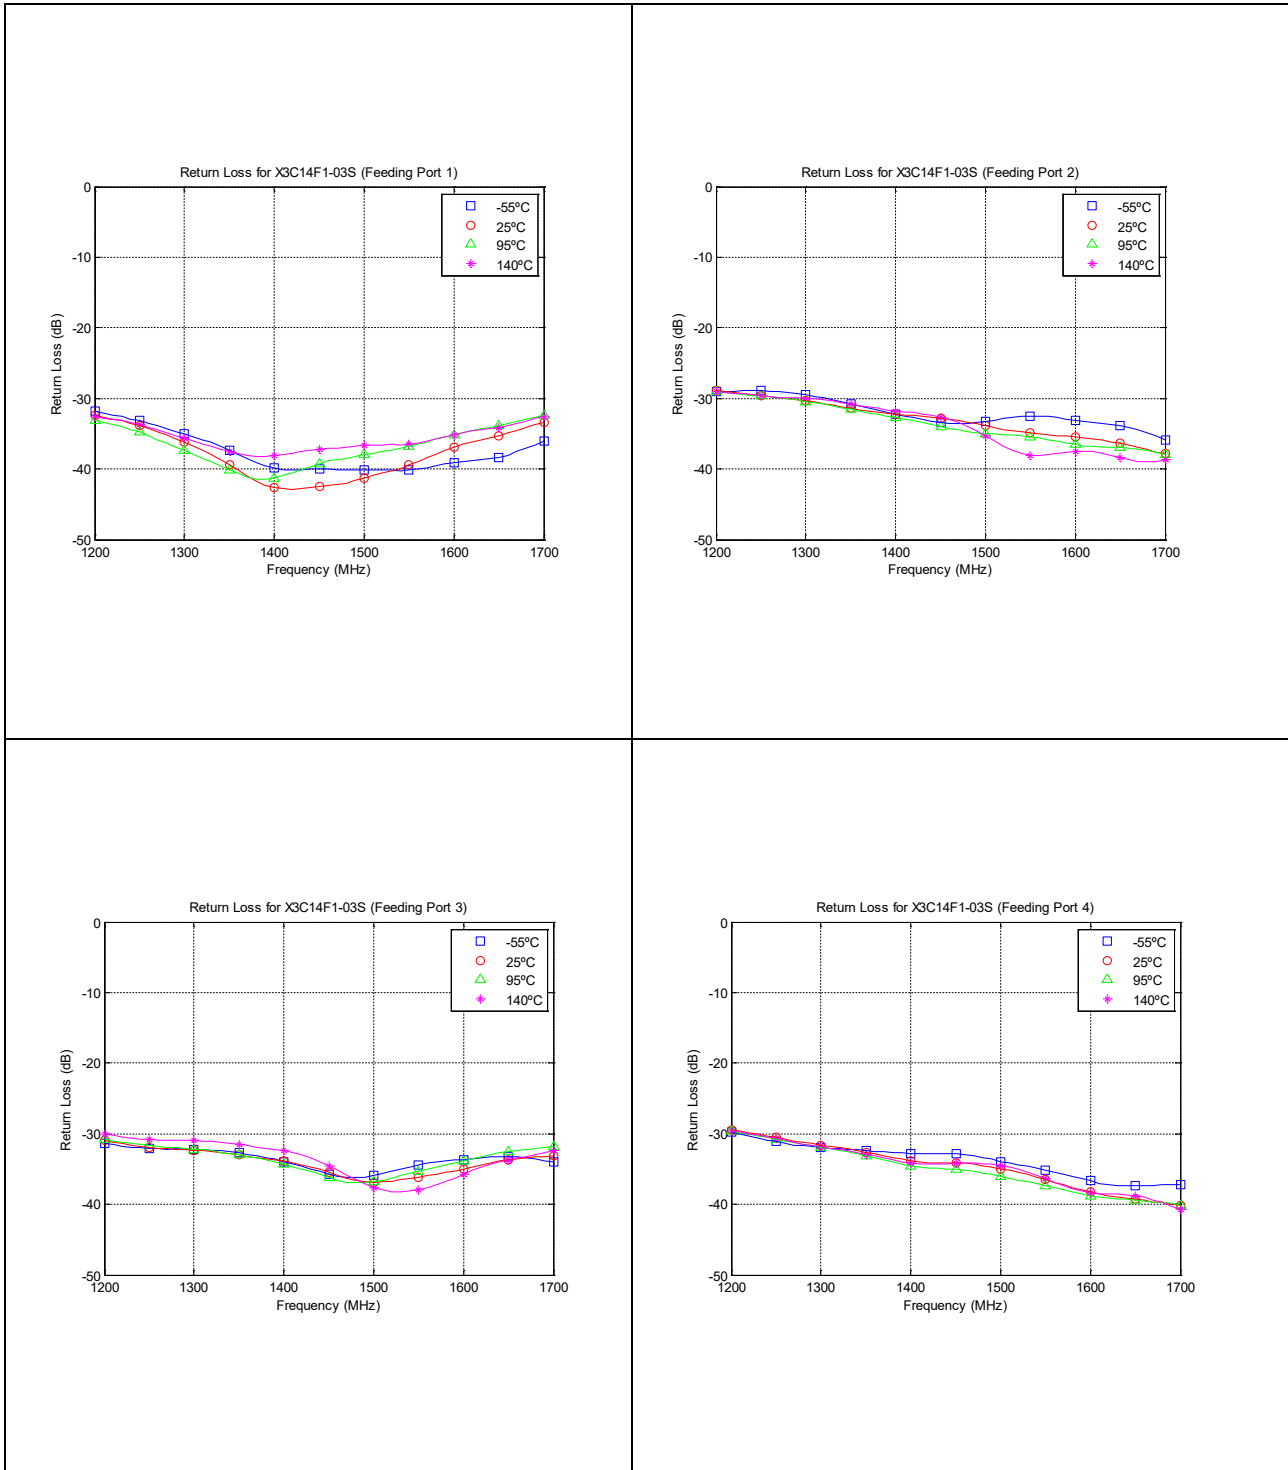 Return Loss for X3C14F1-03S (Feeding Port 1)
0
-10
-20
-30
-40
-50
Return Loss (dB)
-55ºC
25ºC
95ºC
140ºC
1200 1300 1400 1500 1600 1700
Frequency (MHz)
Return Loss for X3C14F1-03S (Feeding Port 2)
0
-10
-20
-30
-40
-50
Return Loss (dB)
-55ºC
25ºC
95ºC
140ºC
1200 1300 1400 1500 1600 1700
Frequency (MHz)
Return Loss for X3C14F1-03S (Feeding Port 3)
0
-10
-20
-30
-40
-50
Return Loss (dB)
-55ºC
25ºC
95ºC
140ºC
1200 1300 1400 1500 1600 1700
Frequency (MHz)
Return Loss for X3C14F1-03S (Feeding Port 4)
0
-10
-20
-30
-40
-50
Return Loss (dB)
-55ºC
25ºC
95ºC
140ºC
1200 1300 1400 1500 1600 1700
Frequency (MHz)